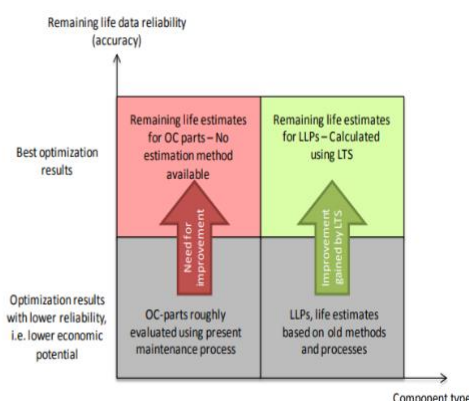 Remaining life data reliability
(accuracy)
Best optimization
results
Remaining life estimates
for OC parts – No
estimation method
available
Remaining life estimates
for LLPs – Calculated
using LTS
Need for
improvement
Improvement
gained by LTS
Optimization results
with lower reliability,
i.e. lower economic
potential
OC-parts roughly
evaluated using present
maintenance process
LLPs, life estimates
based on old methods
and processes
Component type